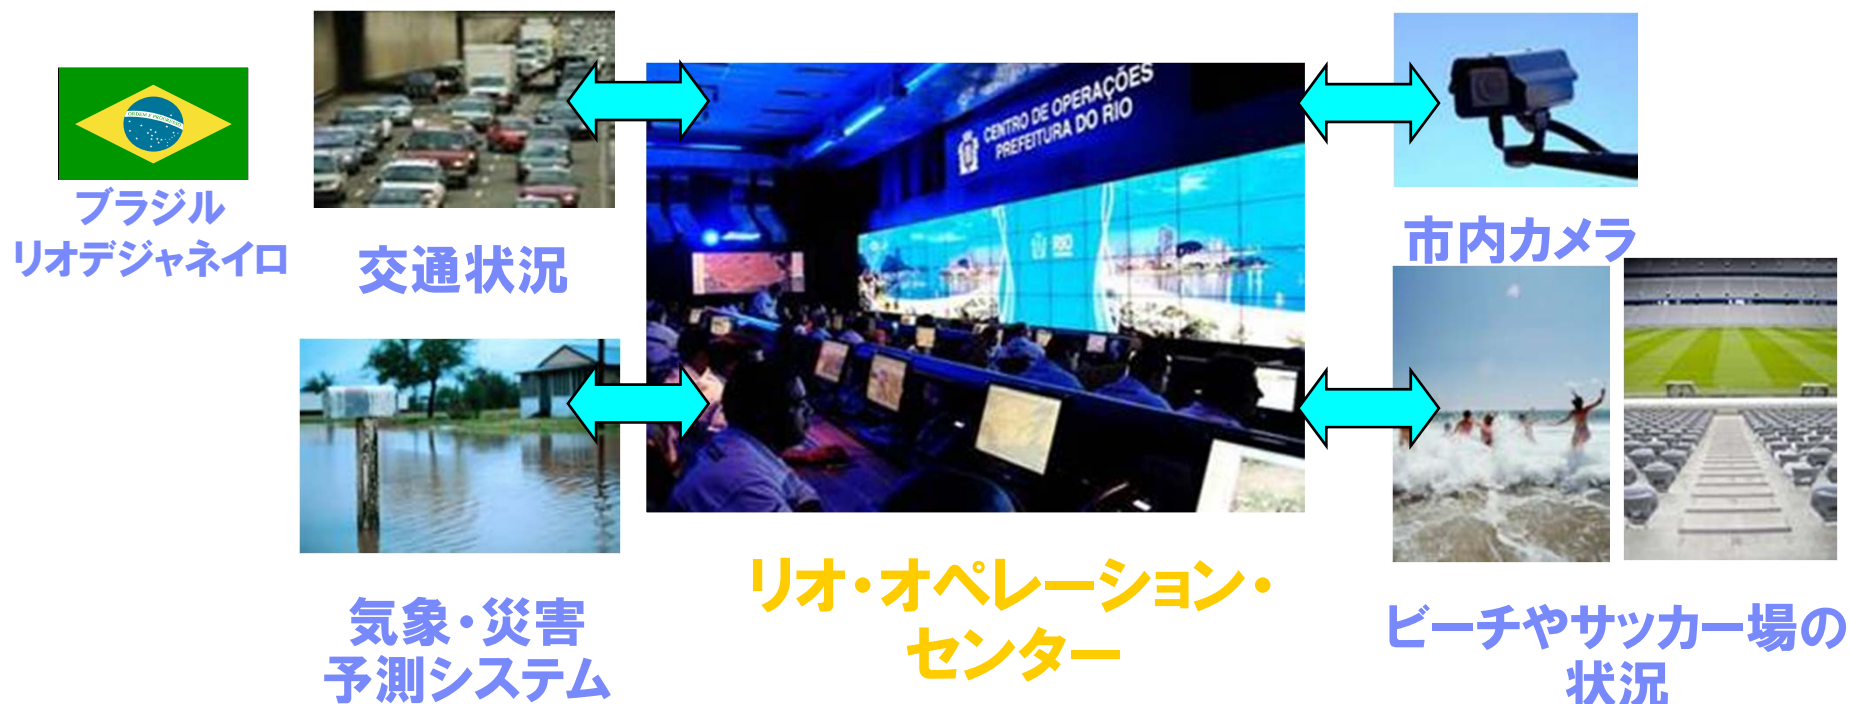 ORDEM E PROGRESSO
ブラジル
リオデジャネイロ
交通状況
気象・災害
予測システム
CENTRO DE OPERAÇÕES
PREFEITURA DO RIO
RIO
リオ・オペレーション・
センター
市内カメラ
ビーチやサッカー場の
状況